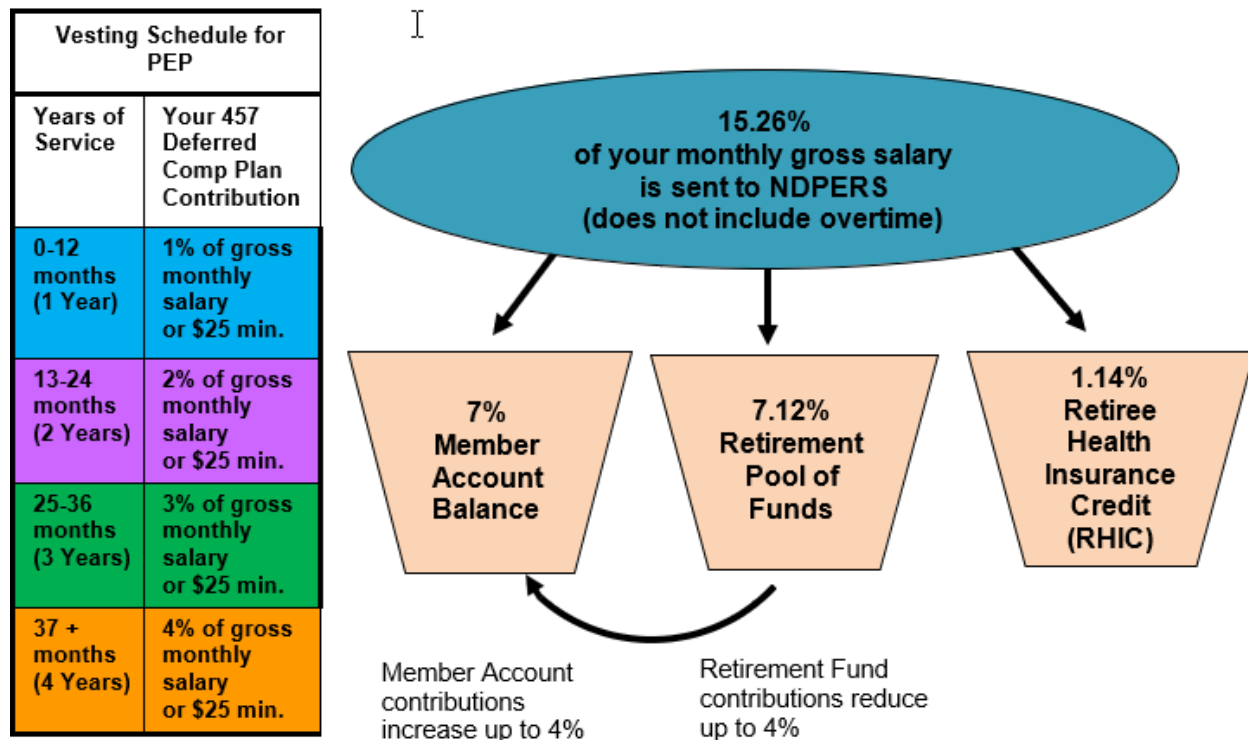 Vesting Schedule for
PEP
Years of
Service
Your 457
Deferred
Comp Plan
Contribution
0-12
months
(1 Year)
1% of gross
monthly
salary
or $25 min.
13-24
months
(2 Years)
2% of gross
monthly
salary
or $25 min.
25-36
months
(3 Years)
3% of gross
monthly
salary
or $25 min.
37 +
months
(4 Years)
4% of gross
monthly
salary
or $25 min.
15.26%
of your monthly gross salary
is sent to NDPERS
(does not include overtime)
7%
Member
Account
Balance
7.12%
Retirement
Pool of
Funds
1.14%
Retiree
Health
Insurance
Credit
(RHIC)
Member Account
contributions
increase up to 4%
Retirement Fund
contributions reduce
up to 4%